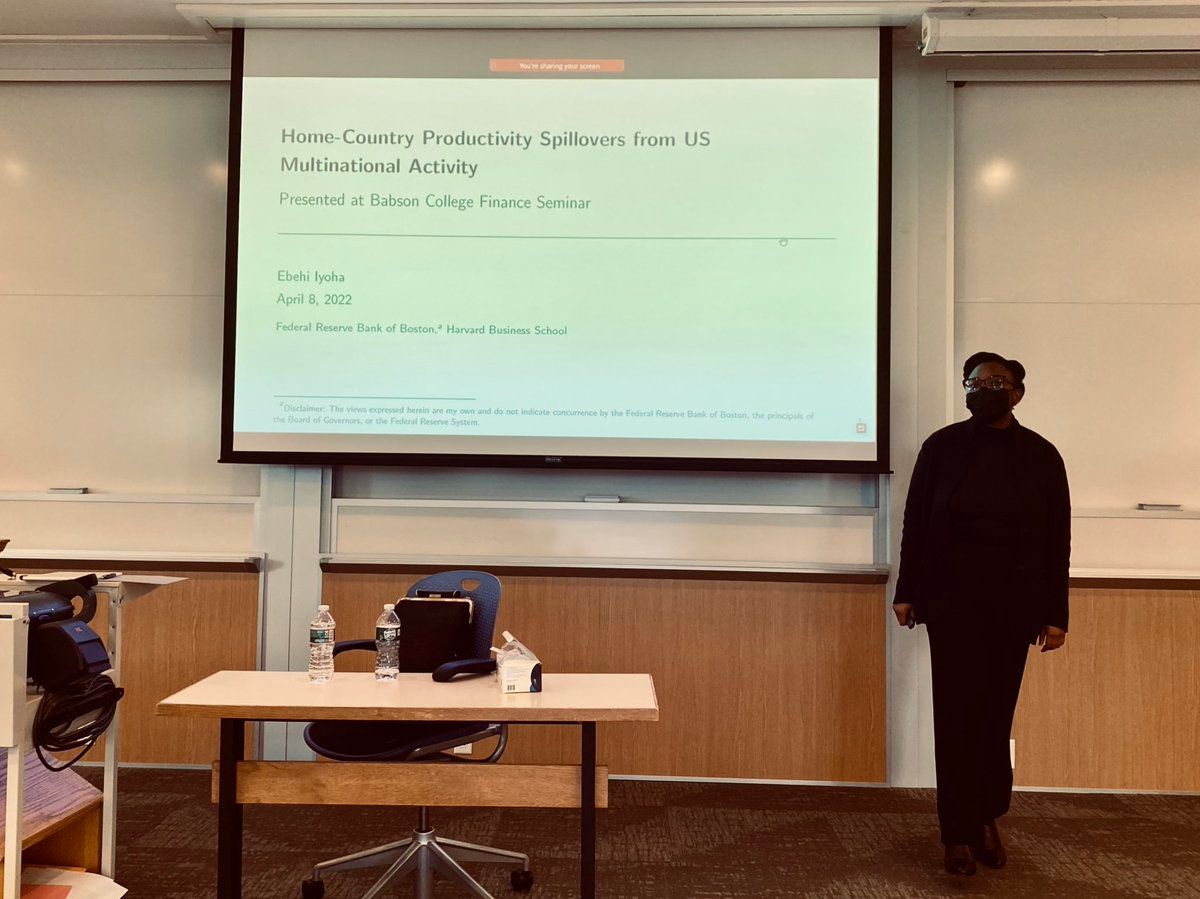 You're sharing your screen
Home-Country Productivity Spillovers from US
Multinational Activity
Presented at Babson College Finance Seminar
Ebehi Iyoha
April 8, 2022
Federal Reserve Bank of Boston,ᵃ Harvard Business School
ᵃDisclaimer: The views expressed herein are my own and do not indicate concurrence by the Federal Reserve Bank of Boston, the principals of
the Board of Governors, or the Federal Reserve System.